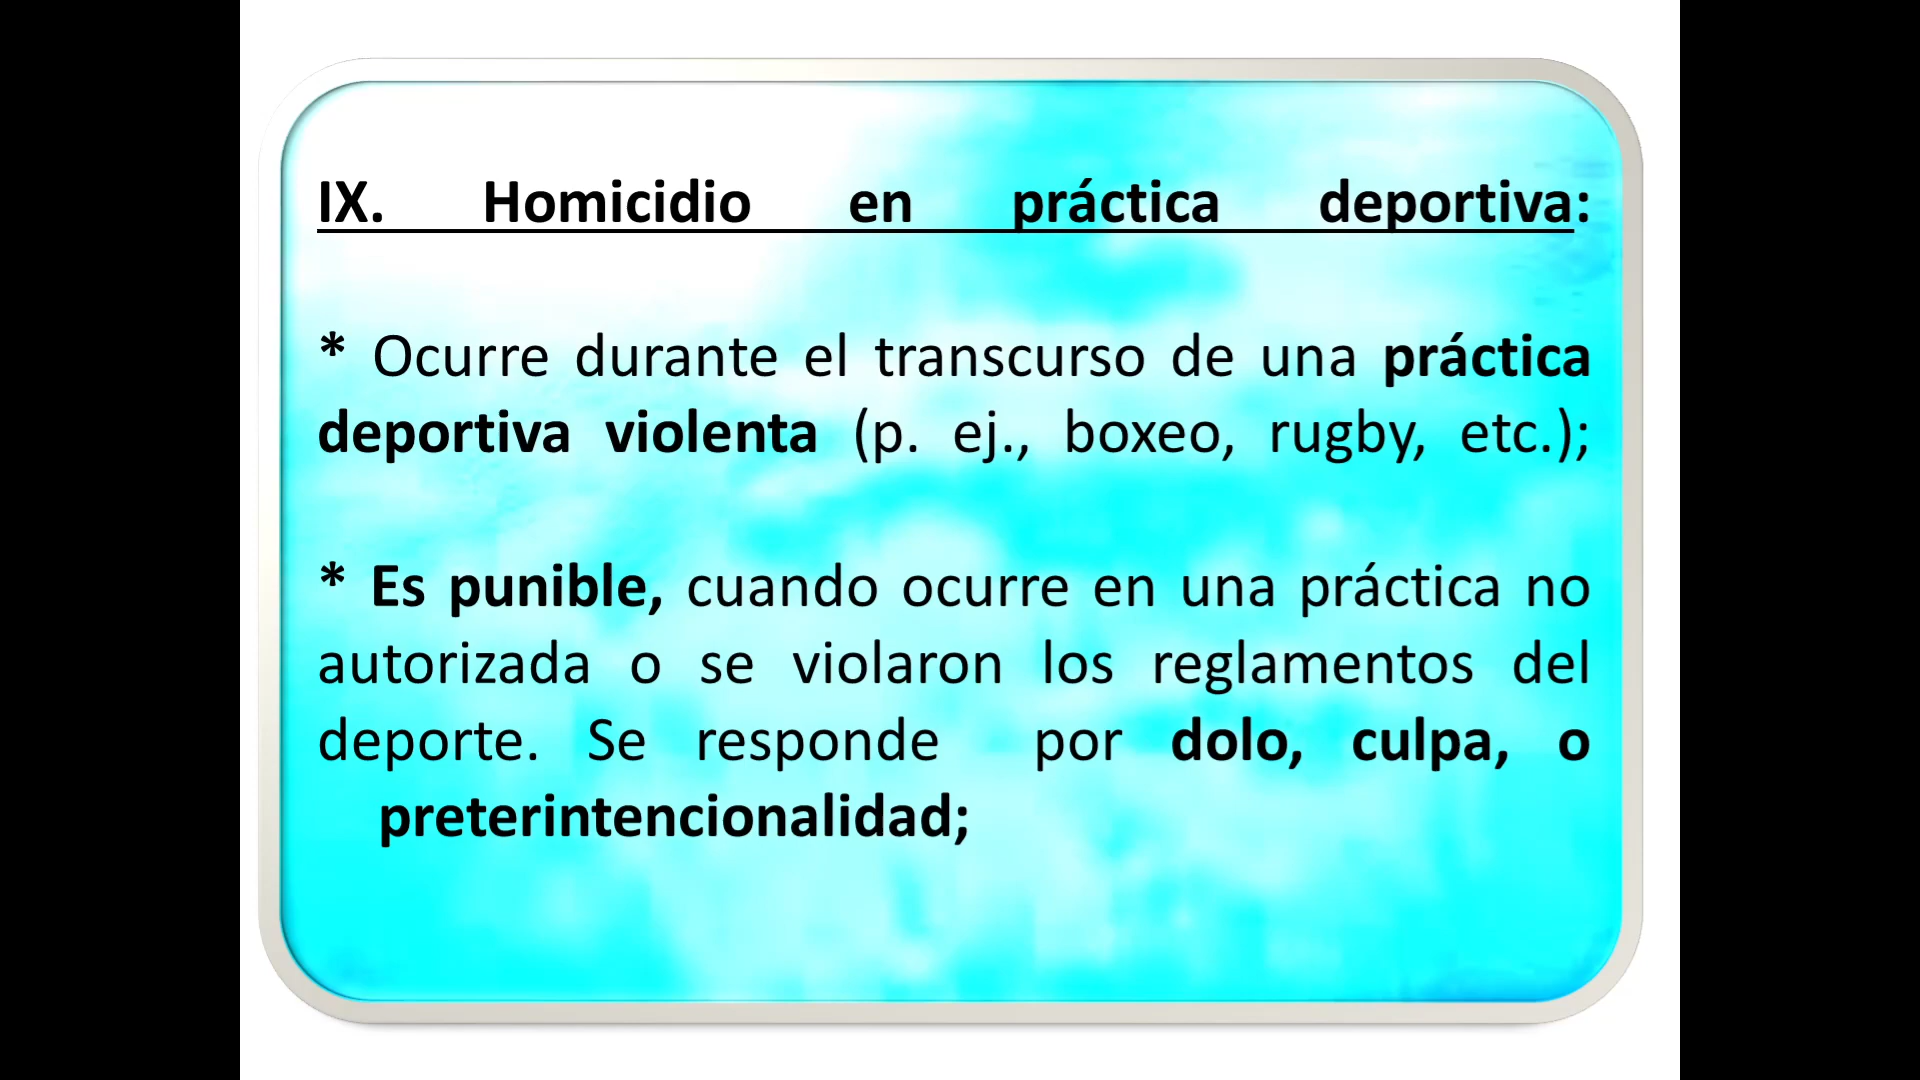 IX. Homicidio en práctica deportiva:
* Ocurre durante el transcurso de una práctica
deportiva violenta (p. ej., boxeo, rugby, etc.);
* Es punible, cuando ocurre en una práctica no
autorizada o se violaron los reglamentos del
deporte. Se responde por dolo, culpa, o
preterintencionalidad;